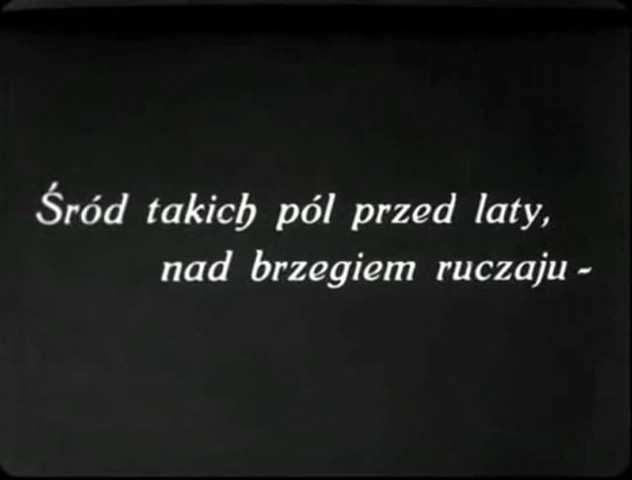 Śród takich pól przed laty,
nad brzegiem ruczaju -